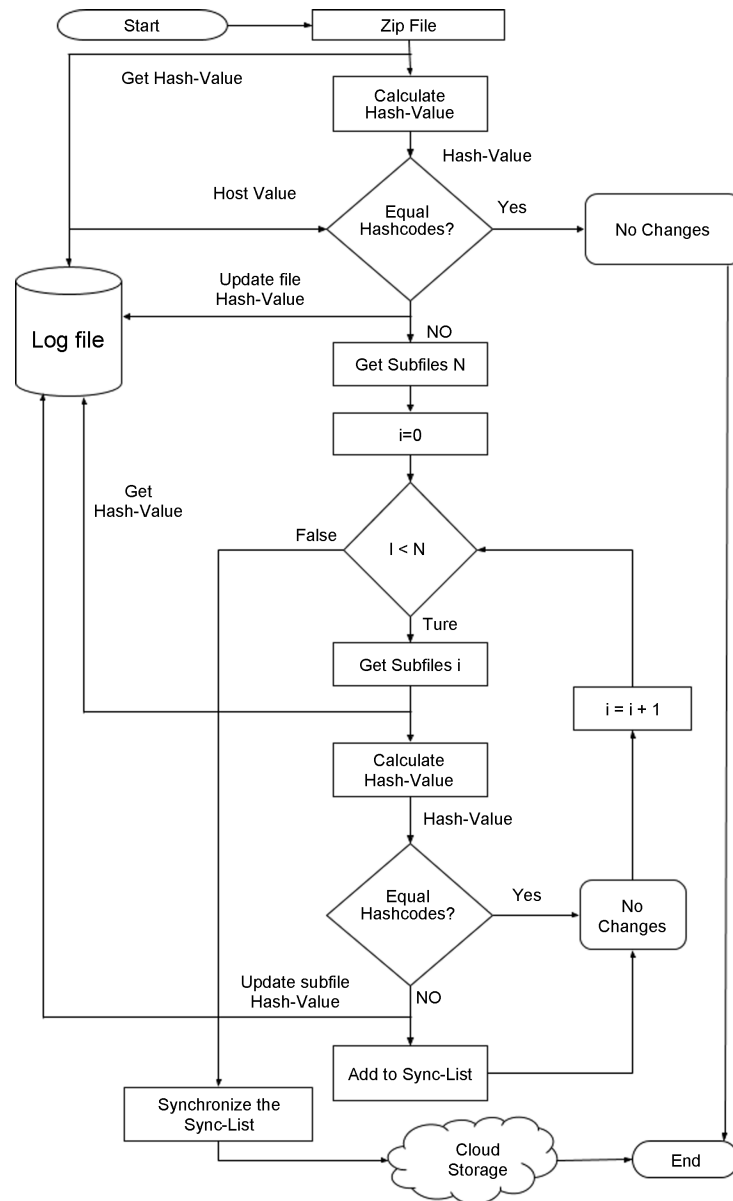 Start
Zip File
Get Hash-Value
Calculate
Hash-Value
Hash-Value
Host Value
Equal
Hashcodes?
Yes
No Changes
Update file
Hash-Value
Log file
NO
Get Subfiles N
i=0
Get
Hash-Value
False
I < N
Ture
Get Subfiles i
i = i + 1
Calculate
Hash-Value
Hash-Value
Equal
Hashcodes?
Yes
No
Changes
Update subfile
Hash-Value
NO
Add to Sync-List
Synchronize the
Sync-List
Cloud
Storage
End